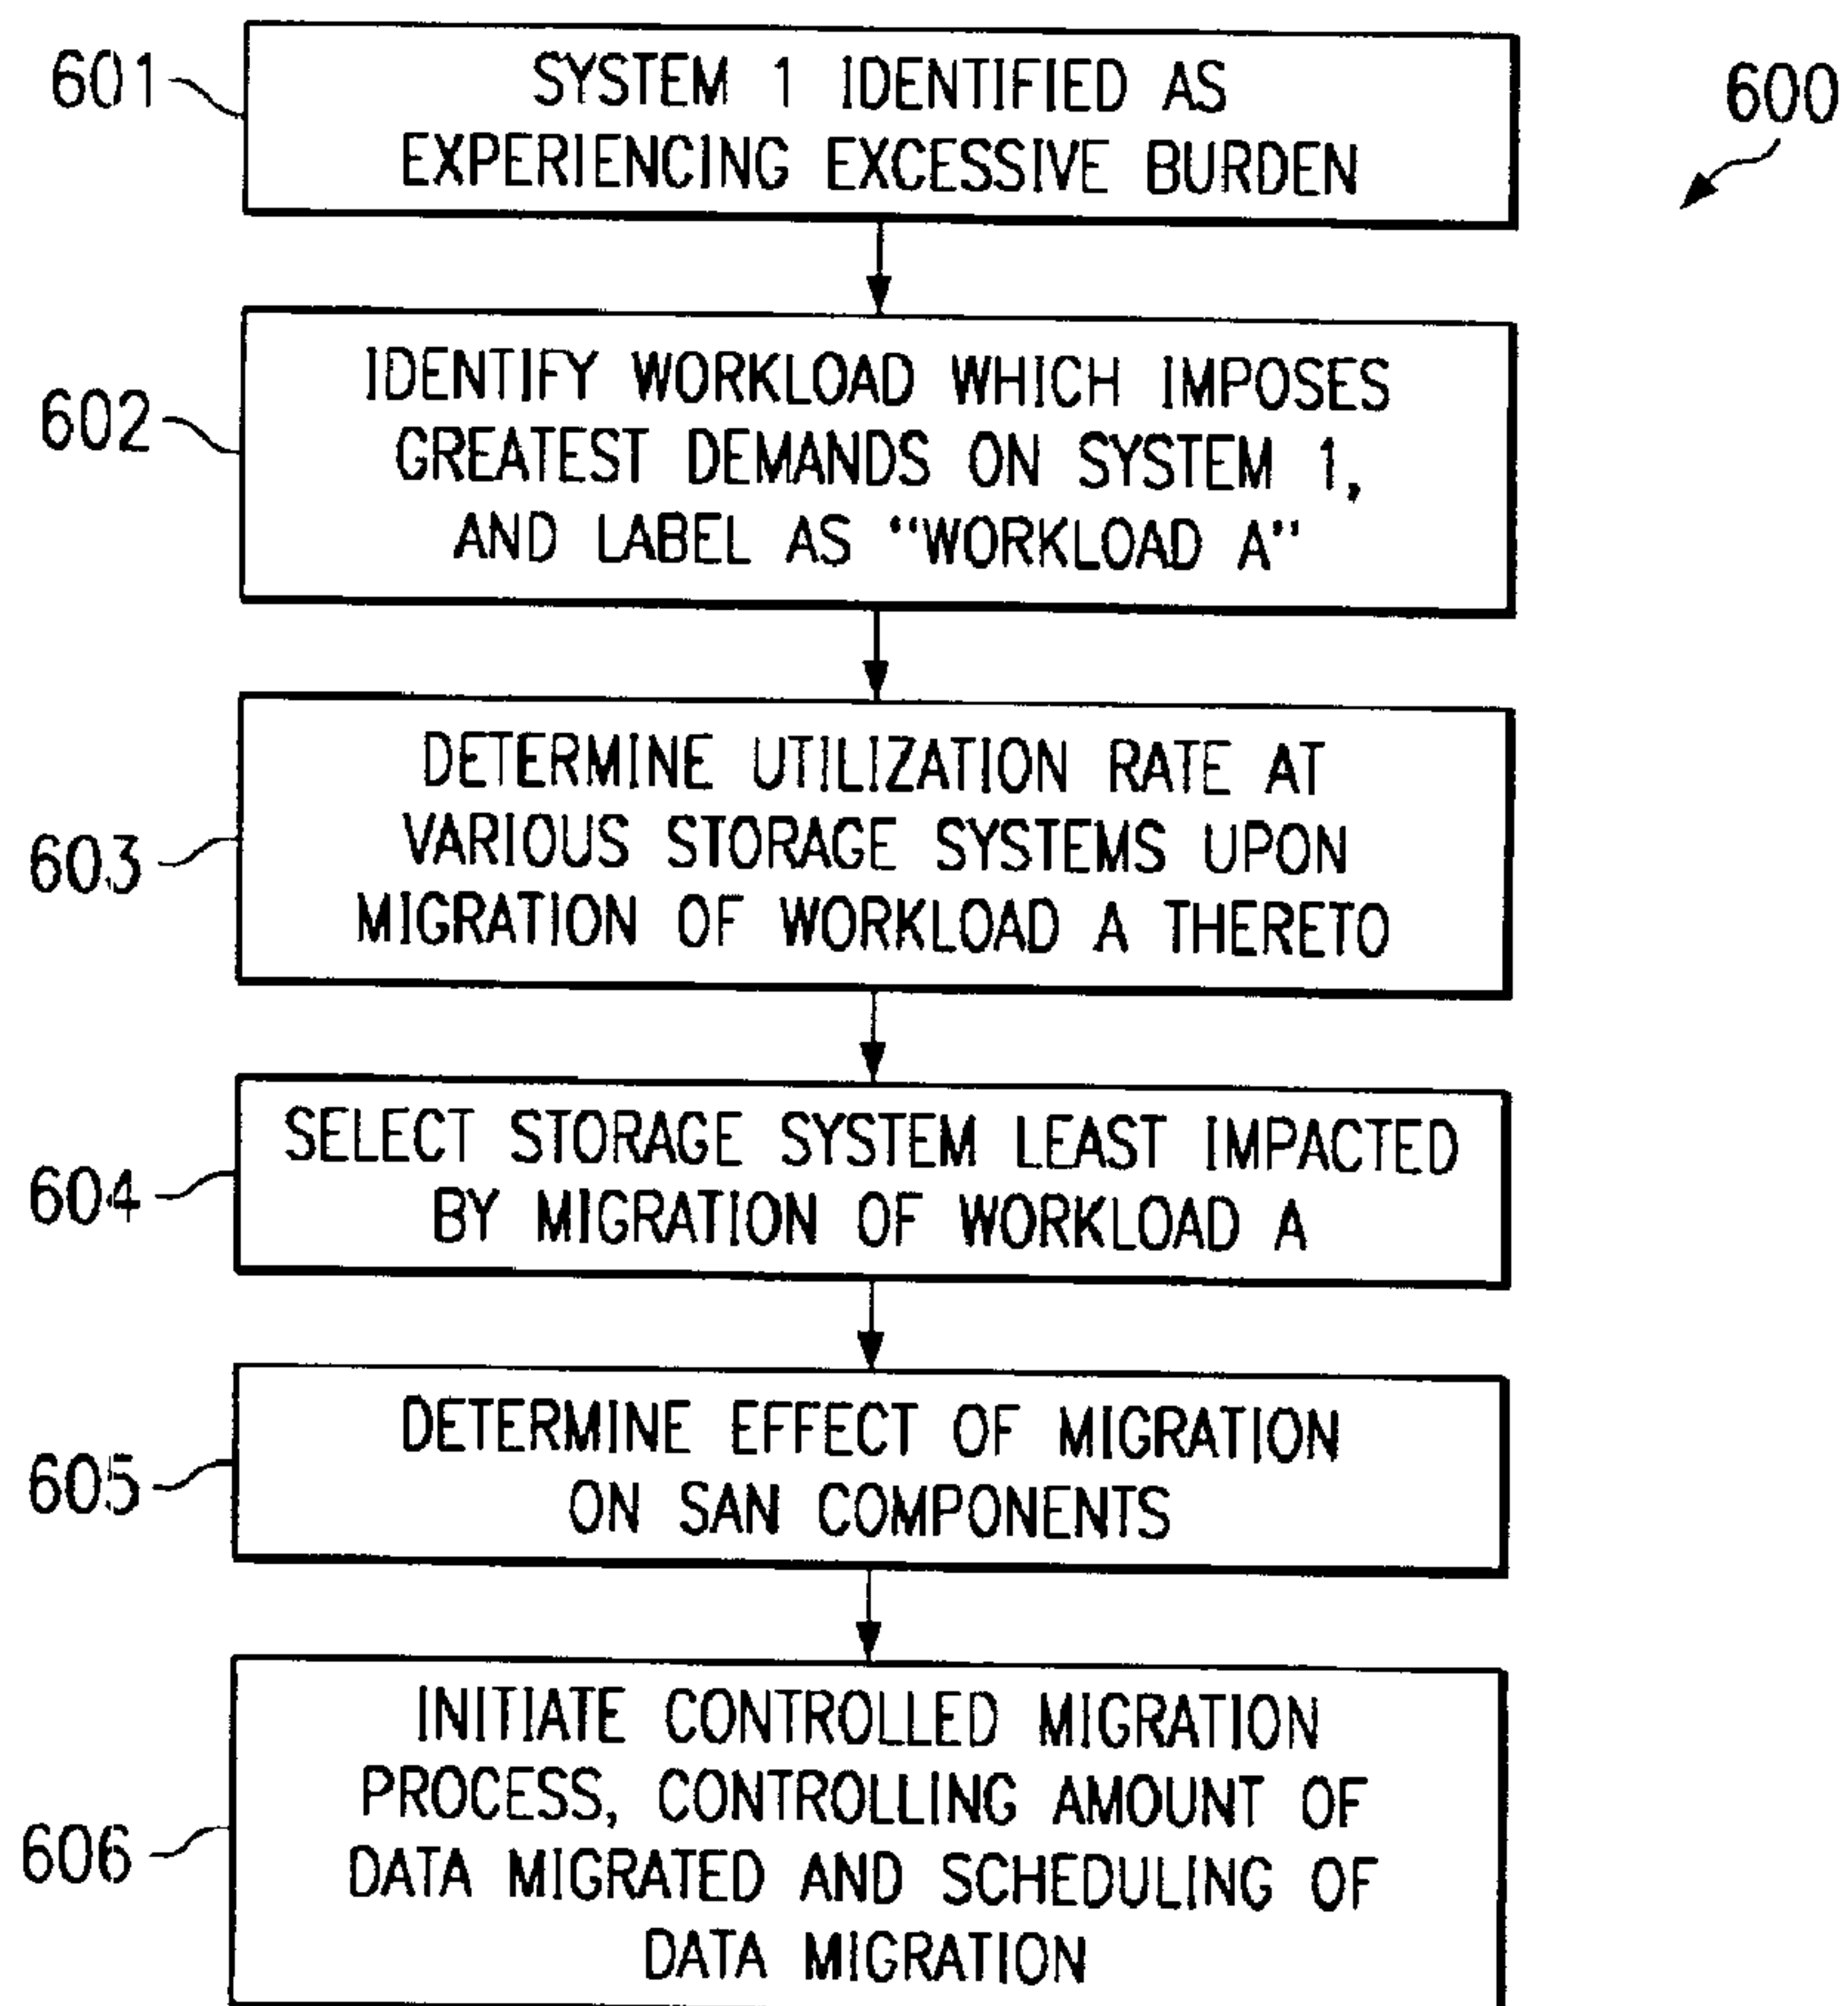 601
SYSTEM 1 IDENTIFIED AS
EXPERIENCING EXCESSIVE BURDEN
600
602
IDENTIFY WORKLOAD WHICH IMPOSES
GREATEST DEMANDS ON SYSTEM 1,
AND LABEL AS “WORKLOAD A”
603
DETERMINE UTILIZATION RATE AT
VARIOUS STORAGE SYSTEMS UPON
MIGRATION OF WORKLOAD A THERETO
604
SELECT STORAGE SYSTEM LEAST IMPACTED
BY MIGRATION OF WORKLOAD A
605
DETERMINE EFFECT OF MIGRATION
ON SAN COMPONENTS
606
INITIATE CONTROLLED MIGRATION
PROCESS, CONTROLLING AMOUNT OF
DATA MIGRATED AND SCHEDULING OF
DATA MIGRATION